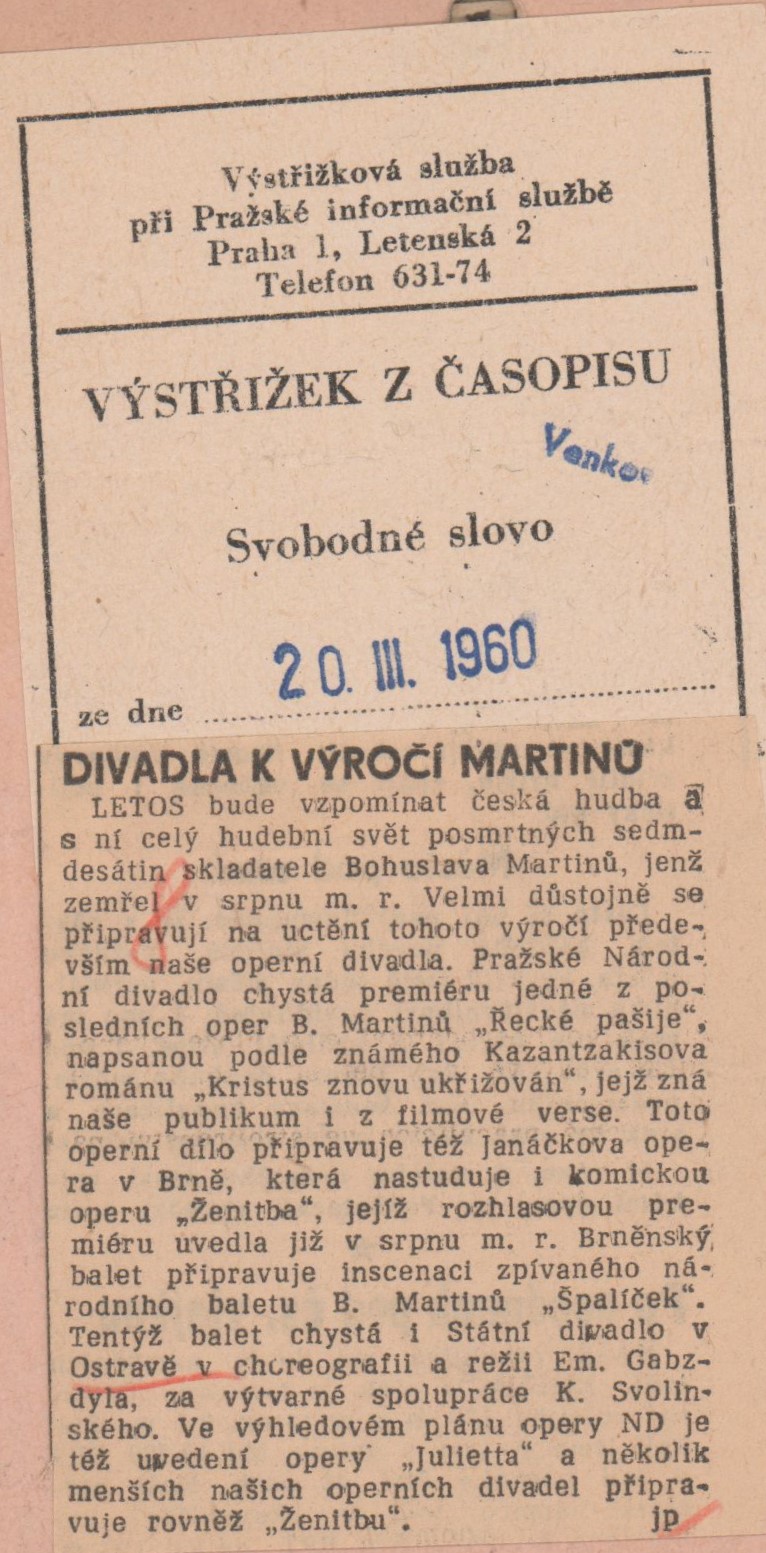 Výstřižková služba
při Pražské informační službě
Praha 1, Letenská 2
Telefon 631-74
VÝSTŘIŽEK Z ČASOPISU
Svobodné slovo
20. III. 1960
ze dne
DIVADLA K VÝROČÍ MARTINŮ
LETOS bude vzpomínat česká hudba a
s ní celý hudební svět posmrtných sedm-
desátin skladatele Bohuslava Martinů, jenž
zemřel v srpnu m. r. Velmi důstojně se
připravují na uctění tohoto výročí přede-
vším naše operní divadla. Pražské Národ-
ní divadlo chystá premiéru jedné z po-
sledních oper B. Martinů „Řecké pašije“,
napsanou podle známého Kazantzakisova
románu „Kristus znovu ukřižován“, jejž zná
naše publikum i z filmové verse. Toto
operní dílo připravuje též Janáčkova ope-
ra v Brně, která nastuduje i komickou
operu „Ženitba“, jejíž rozhlasovou pre-
miéru uvedla již v srpnu m. r. Brněnský
balet připravuje inscenaci zpívaného ná-
rodního baletu B. Martinů „Špalíček“.
Tentýž balet chystá i Státní divadlo v
Ostravě v choreografii a režii Em. Gabz-
dyla, za výtvarné spolupráce K. Svolin-
ského. Ve výhledovém plánu opery ND je
též uvedení opery „Julietta“ a několik
menších našich operních divadel připra-
vuje rovněž „Ženitbu“. jp